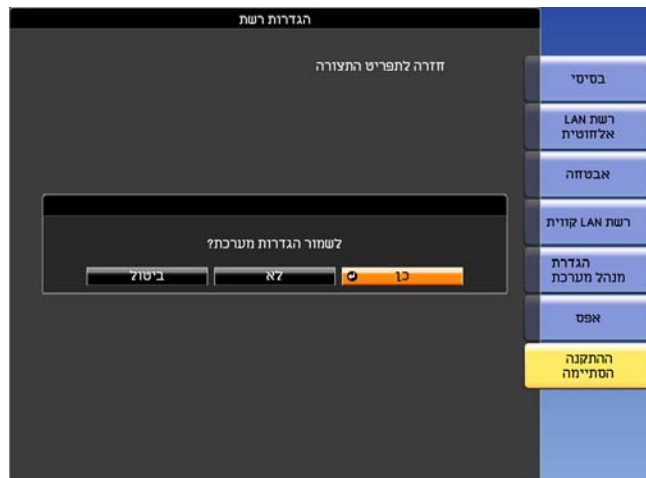 הגדרות רשת
חזרה לתפריט התצורה
בסיסי
רשת LAN
אלחוטית
אבטחה
רשת LAN קווית
הגדרת
מנהל מערכת
אפס
ההתקנה
הסתיימה
לשמור הגדרות מערכת?
כן
לא
ביטול